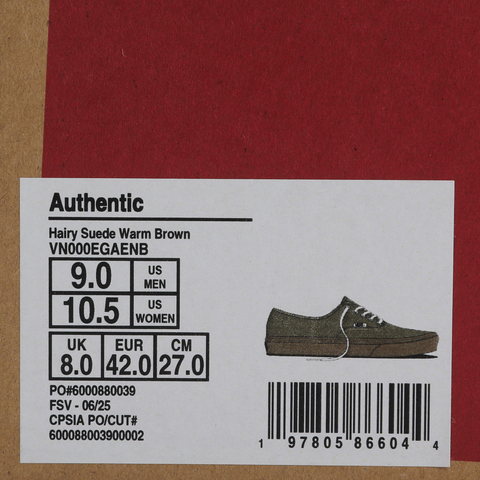 Authentic
Hairy Suede Warm Brown
VN000EGAENB
9.0 US MEN
10.5 US WOMEN
UK EUR CM
8.0 42.0 27.0
PO#6000880039
FSV - 06/25
CPSIA PO/CUT#
600088003900002
1 97805 86604 4